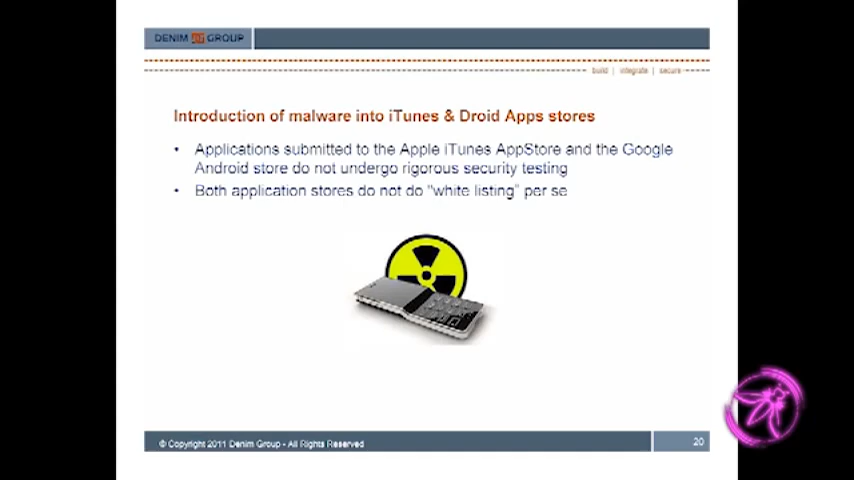 DENIM GROUP
build | integrate | secure
Introduction of malware into iTunes & Droid Apps stores
• Applications submitted to the Apple iTunes AppStore and the Google
Android store do not undergo rigorous security testing
• Both application stores do not do "white listing" per se
© Copyright 2011 Denim Group - All Rights Reserved
20